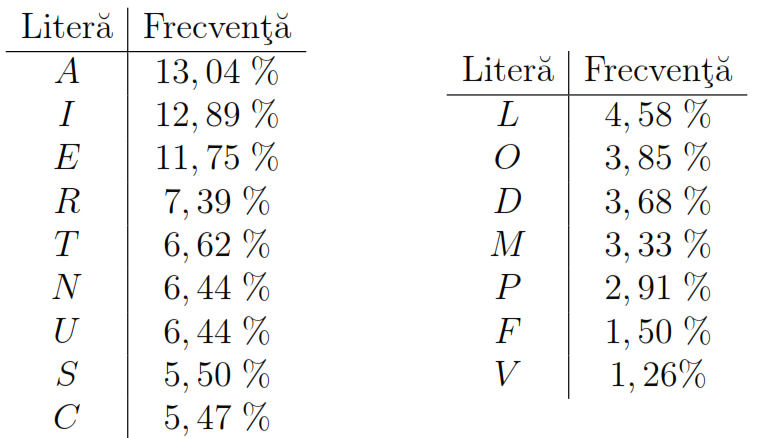 Literă Frecvenţă
A 13, 04 %
I 12, 89 %
E 11, 75 %
R 7, 39 %
T 6, 62 %
N 6, 44 %
U 6, 44 %
S 5, 50 %
C 5, 47 %
Literă Frecvenţă
L 4, 58 %
O 3, 85 %
D 3, 68 %
M 3, 33 %
P 2, 91 %
F 1, 50 %
V 1, 26%